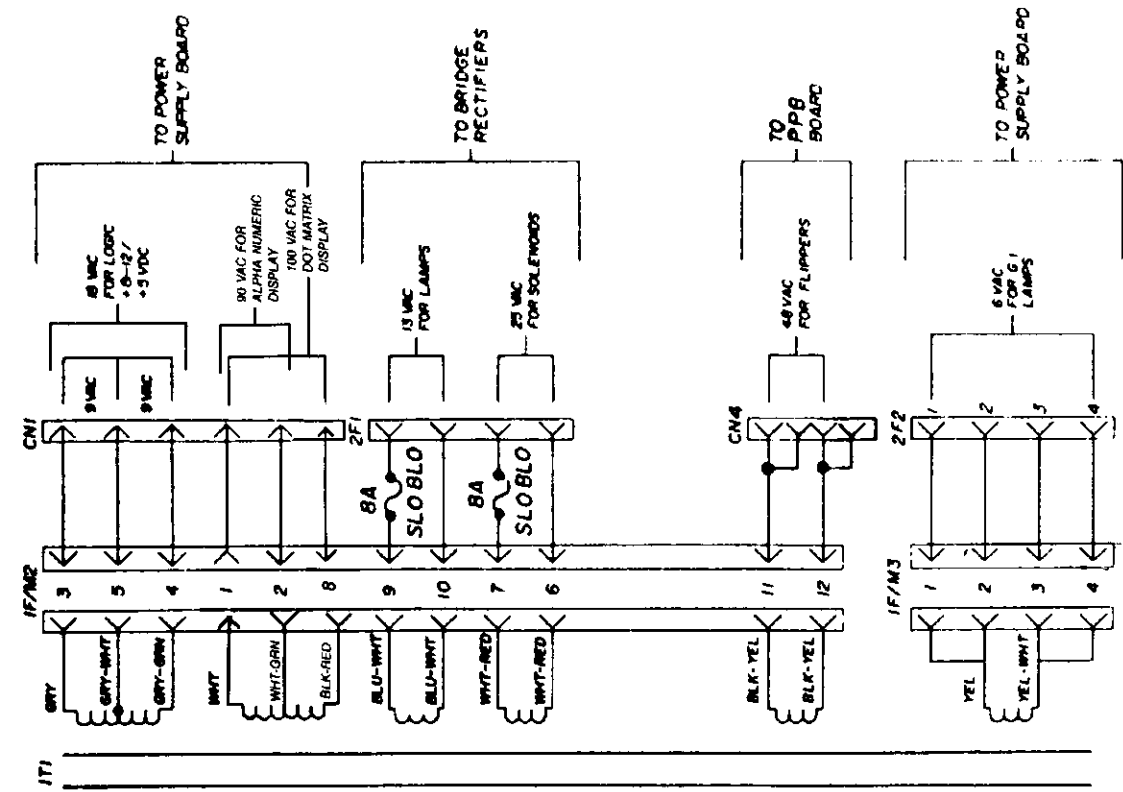 TO POWER
SUPPLY BOARD
TO BRIDGE
RECTIFIERS
TO
PPB
BOARD
TO POWER
SUPPLY BOARD
18 VAC
FOR LOGIC
+8-12/
+5 VDC
90 VAC FOR
ALPHA NUMERIC
DISPLAY
100 VAC FOR
DOT MATRIX
DISPLAY
13 VAC
FOR LAMPS
25 VAC
FOR SOLENOIDS
48 VAC
FOR FLIPPERS
6 VAC
FOR G I
LAMPS
9 VAC
9 VAC
CN1
2F1
CN4
2F2
1
2
3
4
8A
SLO BLO
8A
SLO BLO
1F/M2
3
5
4
1
2
8
9
10
7
6
11
12
1F/M3
1
2
3
4
GRY
GRY-WHT
GRY-GRN
WHT
WHT-GRN
BLK-RED
BLU-WHT
BLU-WHT
WHT-RED
WHT-RED
BLK-YEL
BLK-YEL
YEL
YEL-WHT
1T1